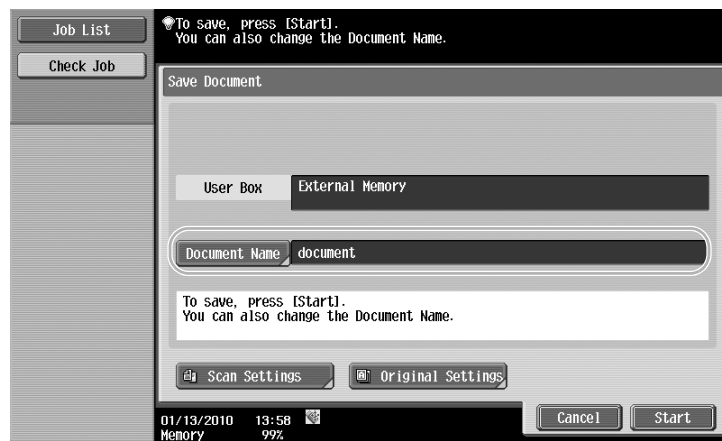 Job List
Check Job
To save, press [Start].
You can also change the Document Name.
Save Document
User Box
External Memory
Document Name
document
To save, press [Start].
You can also change the Document Name.
Scan Settings
Original Settings
01/13/2010 13:58
Memory 99%
Cancel
Start